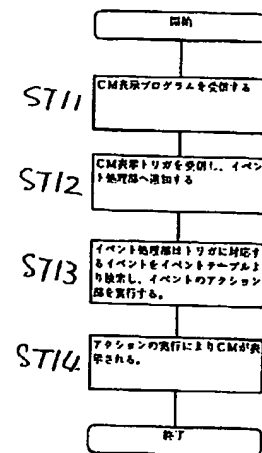 開始
ST11
CM表示プログラムを受信する
ST12
CM表示トリガを受信し、イベン
ト処理部へ通知する
ST13
イベント処理部はトリガに対応す
るイベントをイベントテーブルよ
り検索し、イベントのアクション
部を実行する。
ST14
アクションの実行によりCMが表
示される。
終了